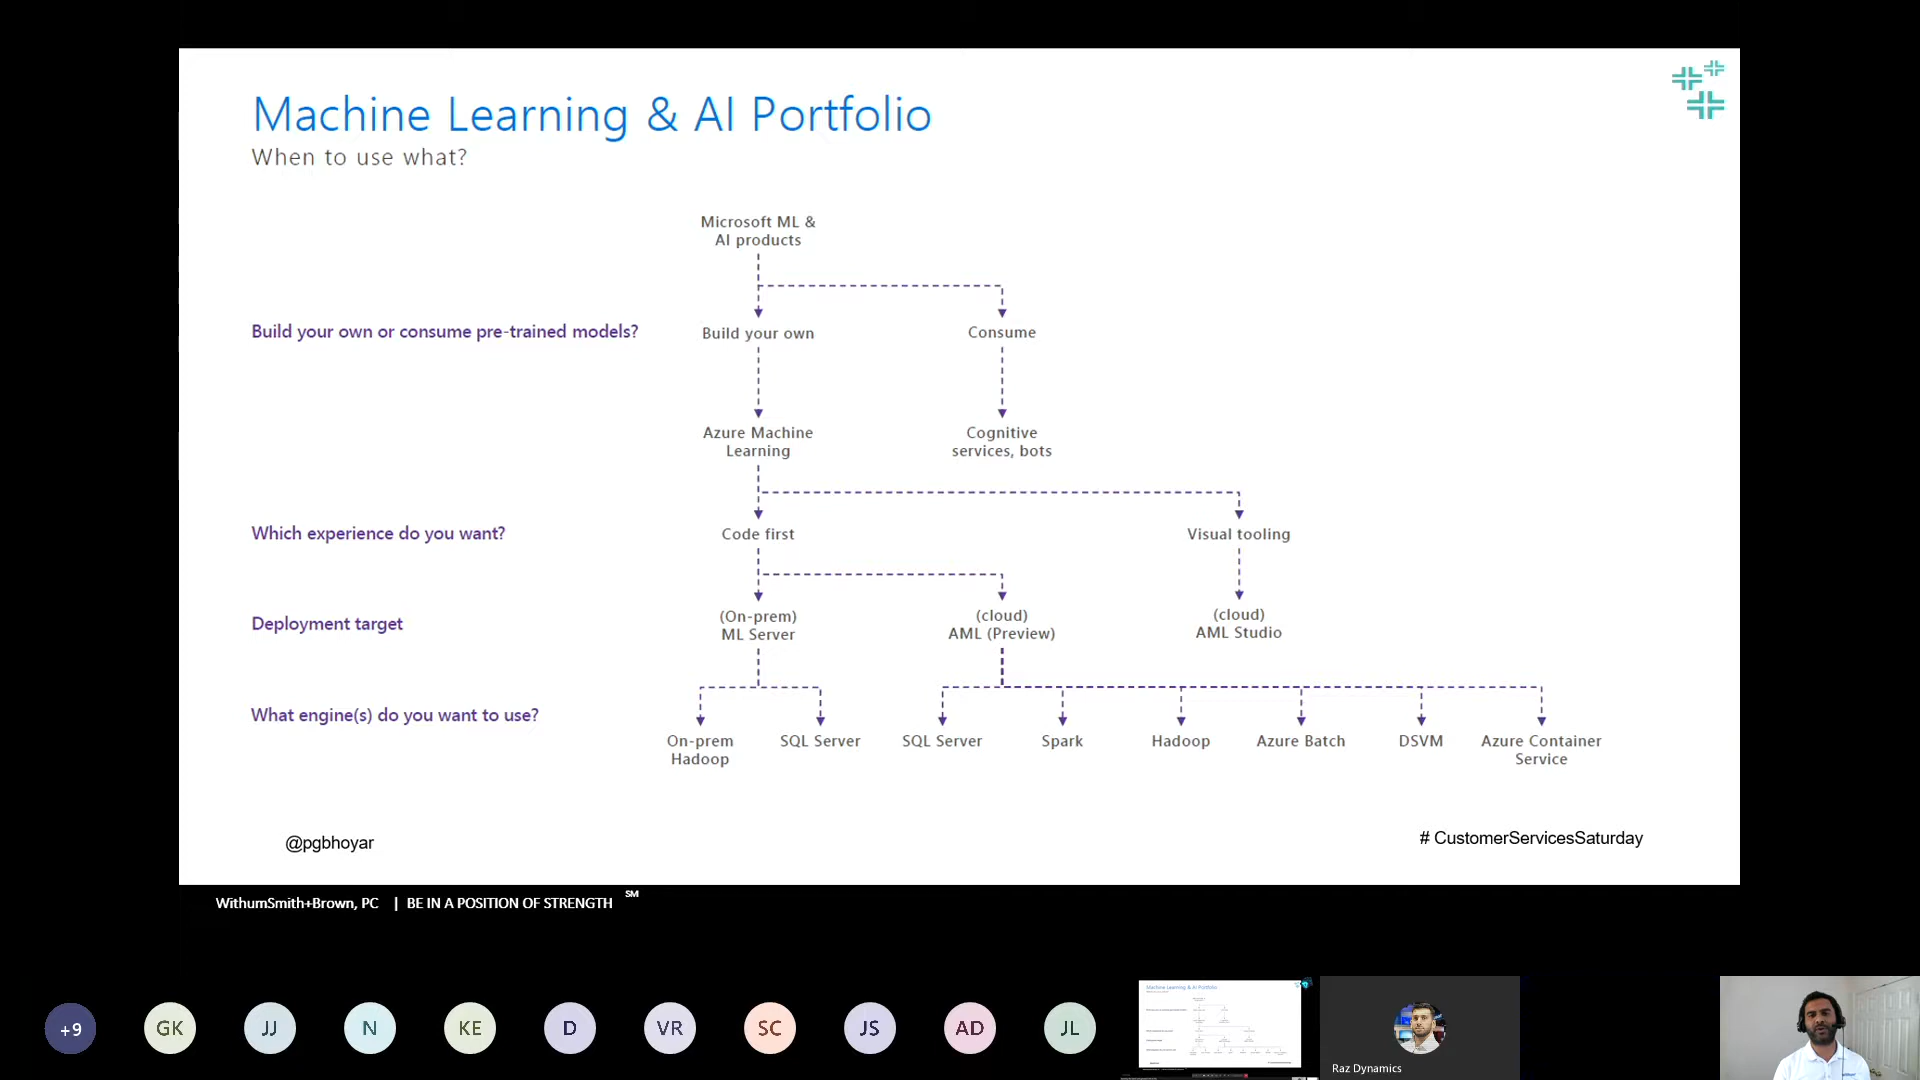 Machine Learning & AI Portfolio
When to use what?
Microsoft ML &
AI products
Build your own or consume pre-trained models?
Build your own
Consume
Azure Machine
Learning
Cognitive
services, bots
Which experience do you want?
Code first
Visual tooling
Deployment target
(On-prem)
ML Server
(cloud)
AML (Preview)
(cloud)
AML Studio
What engine(s) do you want to use?
On-prem
Hadoop
SQL Server
SQL Server
Spark
Hadoop
Azure Batch
DSVM
Azure Container
Service
@pgbhoyar
# CustomerServicesSaturday
WithumSmith+Brown, PC | BE IN A POSITION OF STRENGTH SM
+9
GK
JJ
N
KE
D
VR
SC
JS
AD
JL
Machine Learning & AI Portfolio
Raz Dynamics